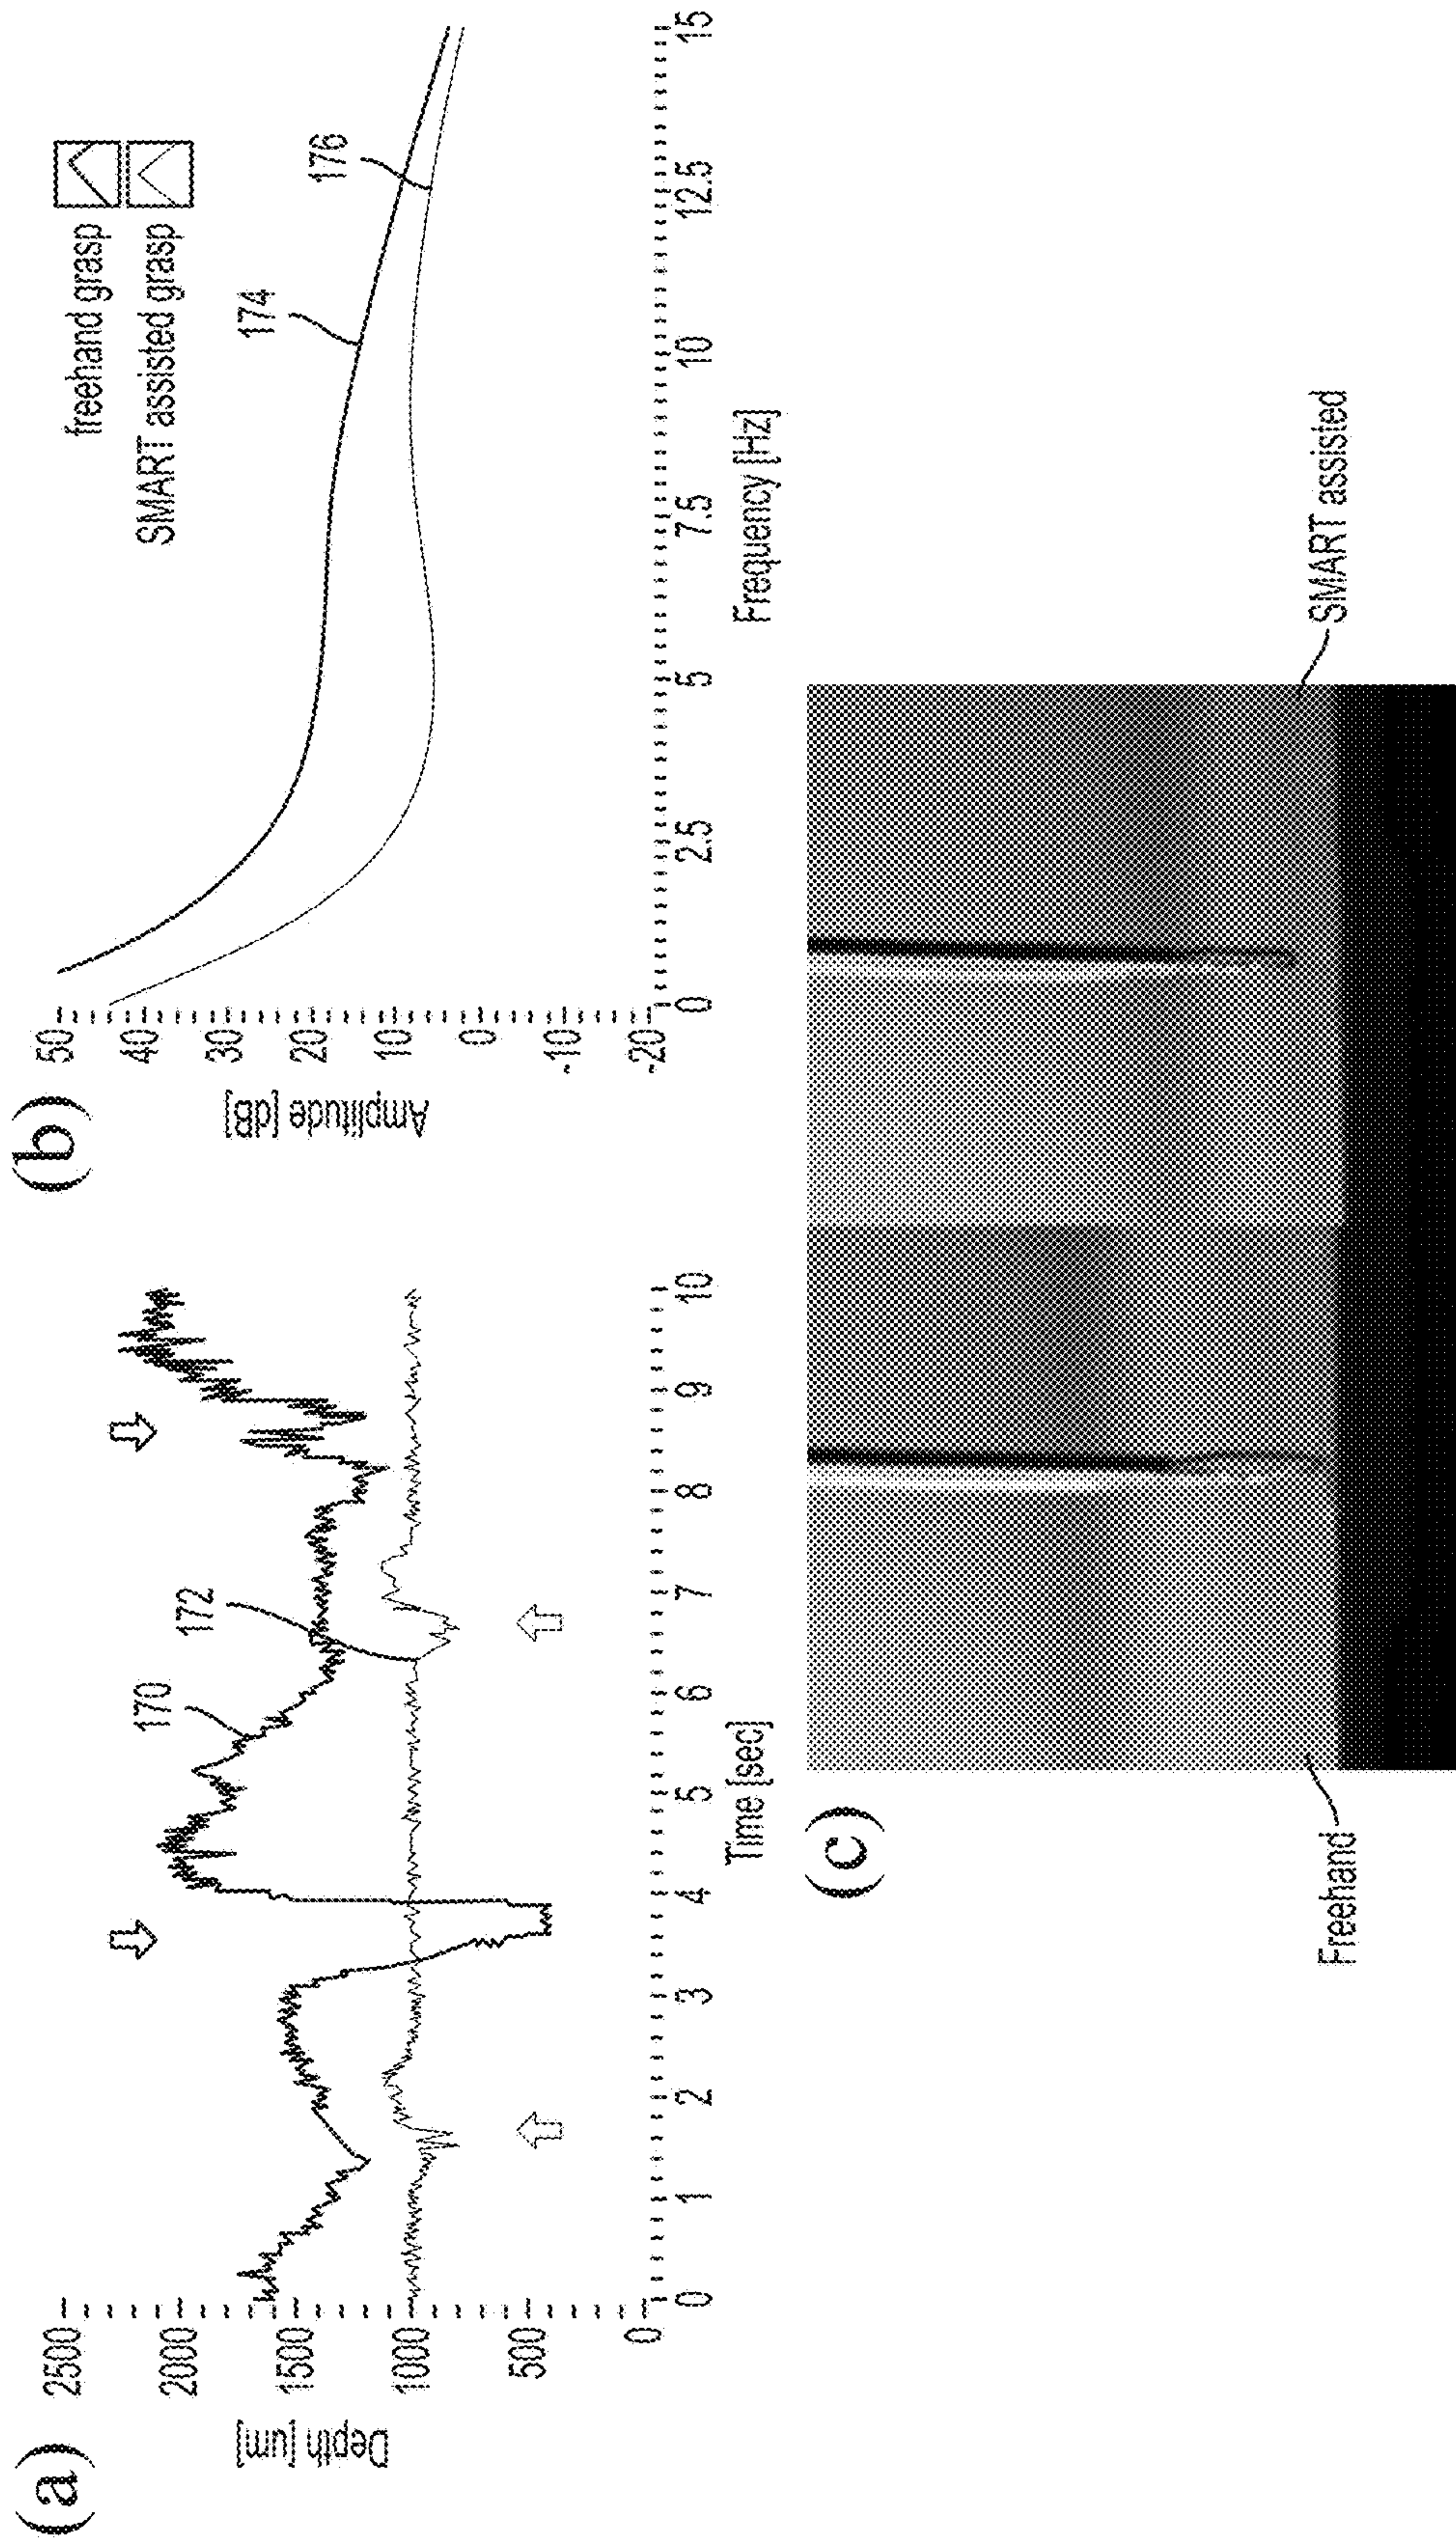 (a)
Depth [um]
2500
2000
1500
1000
500
0
0 1 2 3 4 5 6 7 8 9 10
Time [sec]
170
172
(b)
Amplitude [dB]
50
40
30
20
10
0
-10
-20
0 2.5 5 7.5 10 12.5 15
Frequency [Hz]
freehand grasp
SMART assisted grasp
174
176
(c)
Freehand
SMART assisted